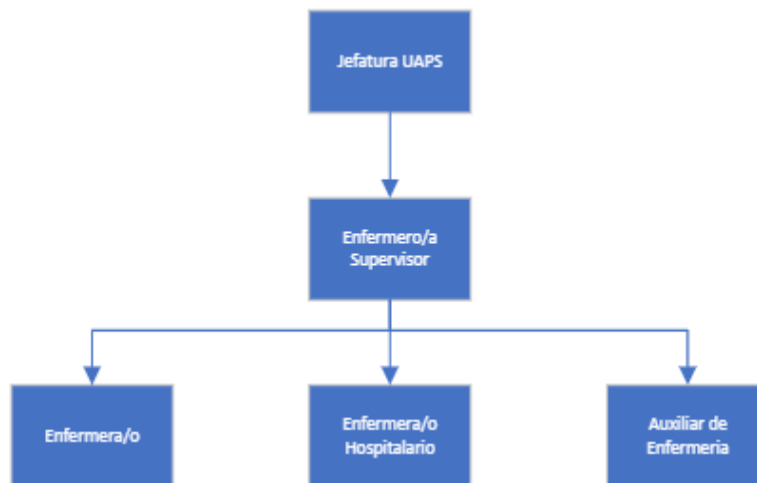 Jefatura UAPS
Enfermero/a
Supervisor
Enfermera/o
Enfermera/o
Hospitalario
Auxiliar de
Enfermeria